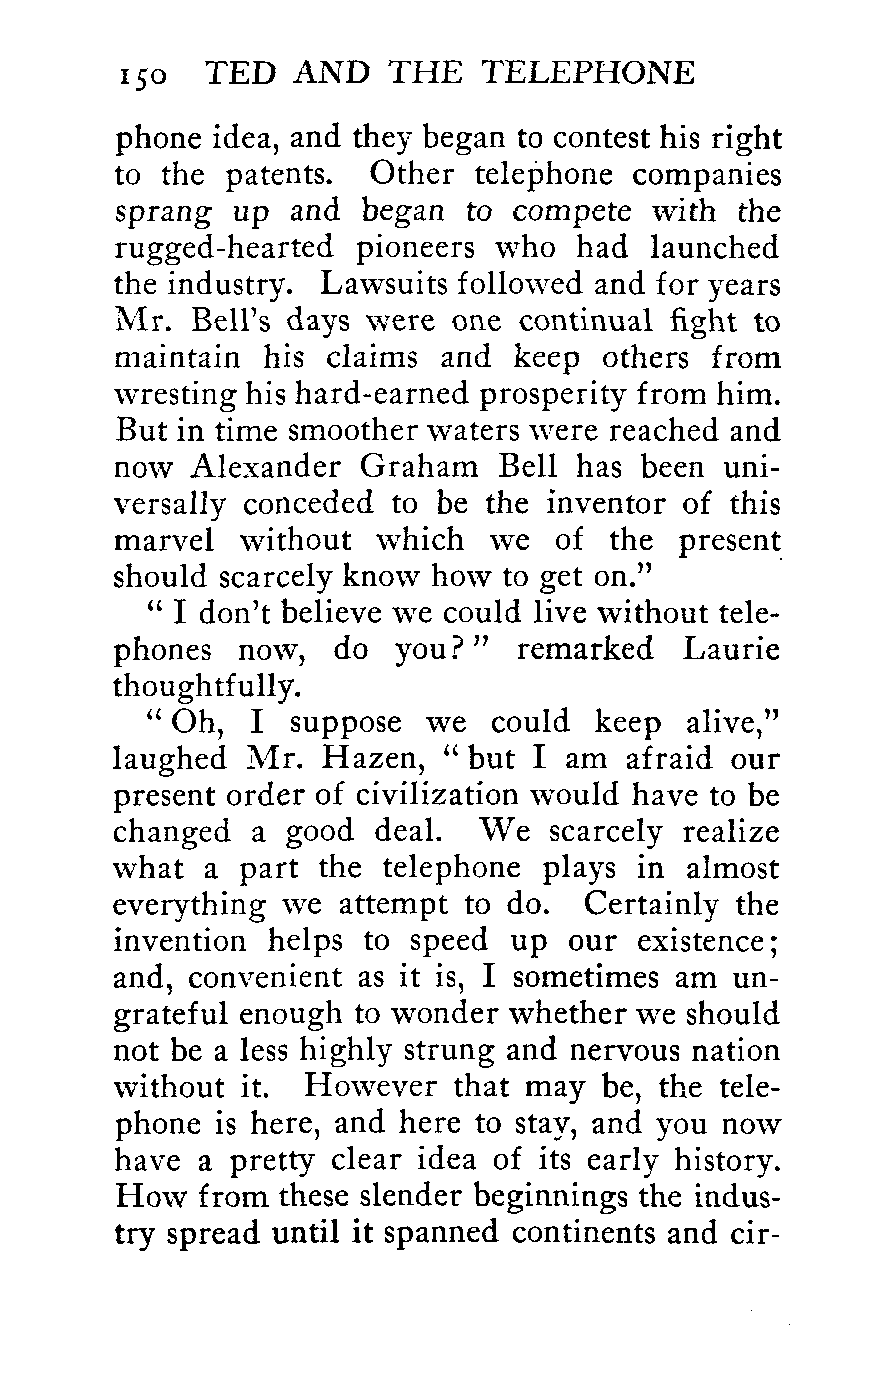 150 TED AND THE TELEPHONE
phone idea, and they began to contest his right
to the patents. Other telephone companies
sprang up and began to compete with the
rugged-hearted pioneers who had launched
the industry. Lawsuits followed and for years
Mr. Bell's days were one continual fight to
maintain his claims and keep others from
wresting his hard-earned prosperity from him.
But in time smoother waters were reached and
now Alexander Graham Bell has been uni-
versally conceded to be the inventor of this
marvel without which we of the present
should scarcely know how to get on."
" I don't believe we could live without tele-
phones now, do you? " remarked Laurie
thoughtfully.
" Oh, I suppose we could keep alive,"
laughed Mr. Hazen, " but I am afraid our
present order of civilization would have to be
changed a good deal. We scarcely realize
what a part the telephone plays in almost
everything we attempt to do. Certainly the
invention helps to speed up our existence;
and, convenient as it is, I sometimes am un-
grateful enough to wonder whether we should
not be a less highly strung and nervous nation
without it. However that may be, the tele-
phone is here, and here to stay, and you now
have a pretty clear idea of its early history.
How from these slender beginnings the indus-
try spread until it spanned continents and cir-